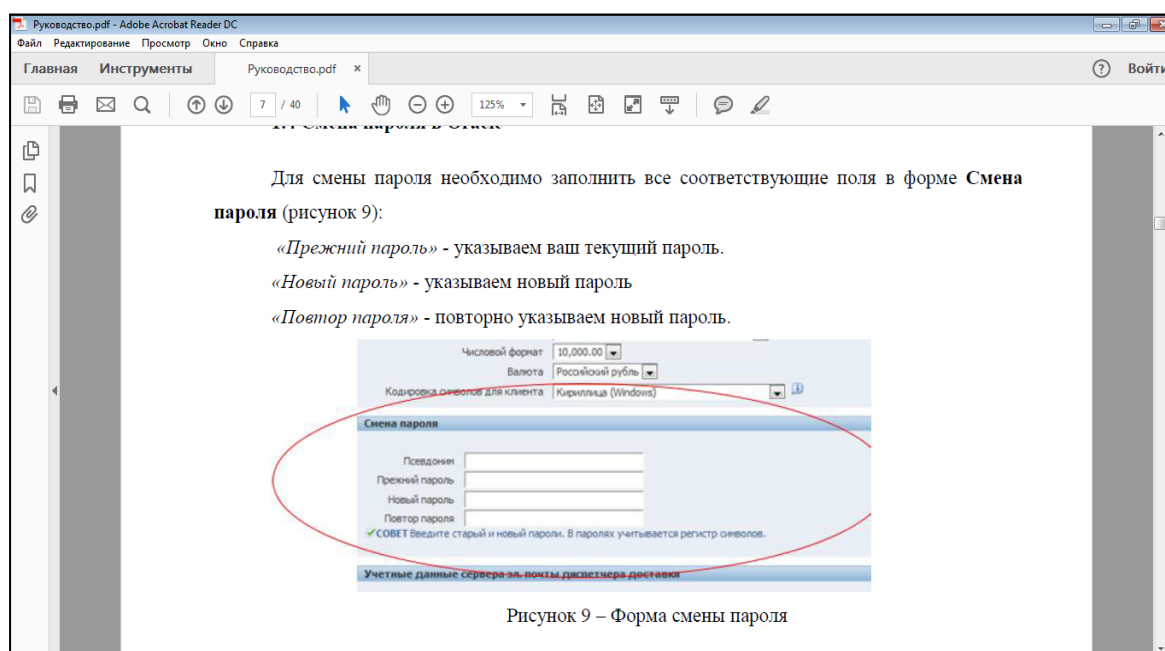 Руководство.pdf - Adobe Acrobat Reader DC
Файл Редактирование Просмотр Окно Справка
Главная Инструменты Руководство.pdf × ? Войти
7 / 40 125%
Для смены пароля необходимо заполнить все соответствующие поля в форме Смена
пароля (рисунок 9):
«Прежний пароль» - указываем ваш текущий пароль.
«Новый пароль» - указываем новый пароль
«Повтор пароля» - повторно указываем новый пароль.
Числовой формат 10,000.00
Валюта Российский рубль
Кодировка символов для клиента Кириллица (Windows)
Смена пароля
Псевдоним
Прежний пароль
Новый пароль
Повтор пароля
СОВЕТ Введите старый и новый пароли. В паролях учитывается регистр символов.
Учетные данные сервера эл. почты диспетчера доставки
Рисунок 9 – Форма смены пароля